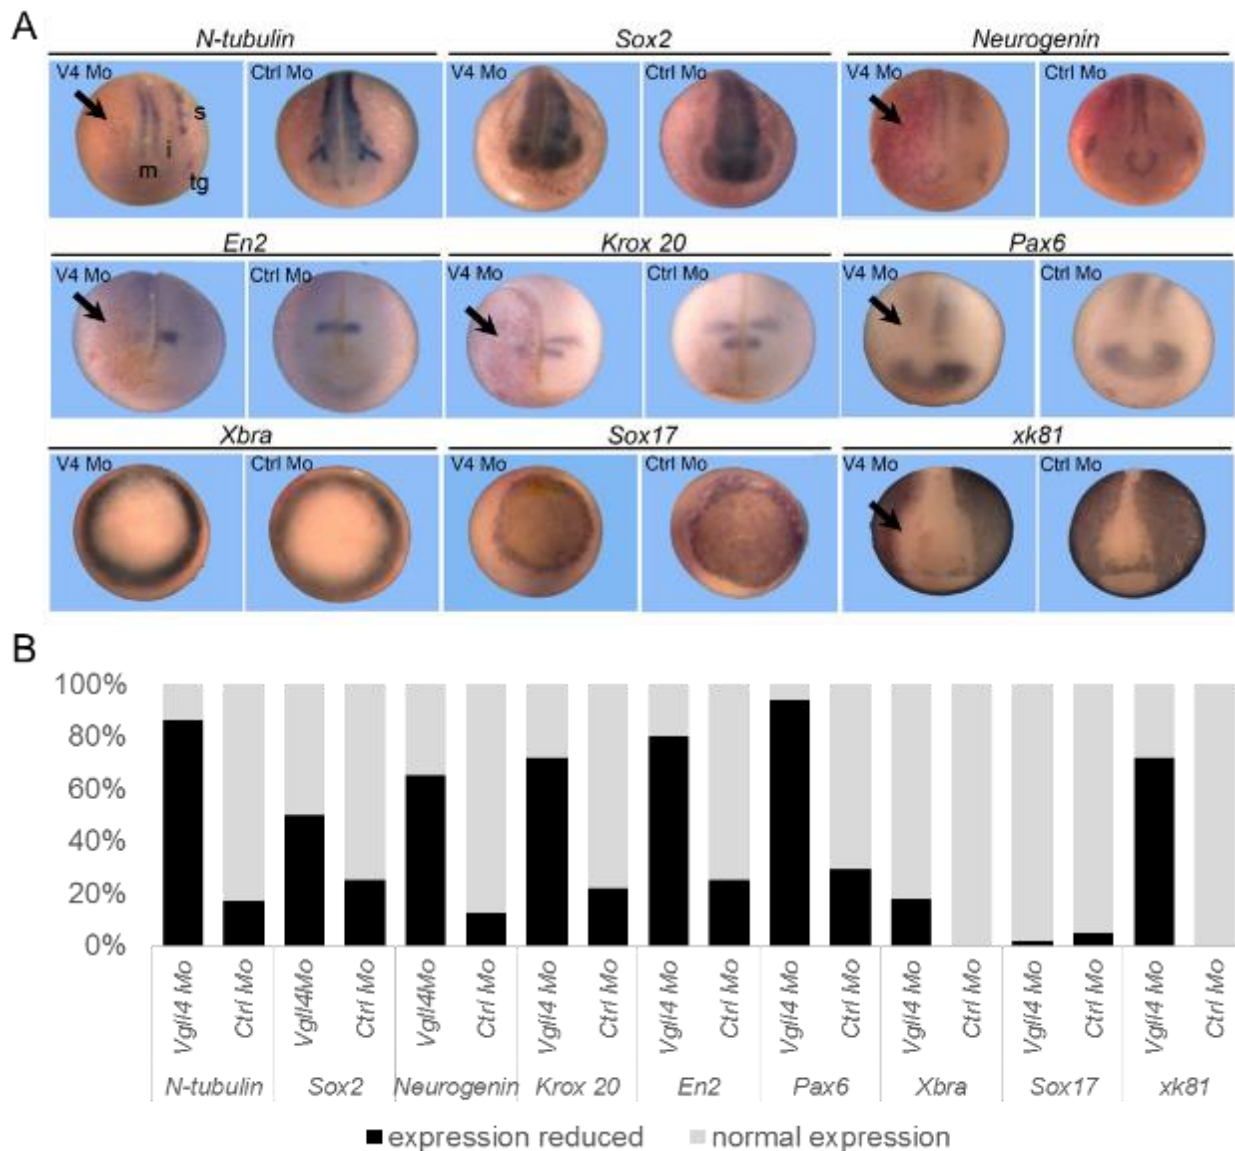 A
N-tubulin Sox2 Neurogenin
V4 Mo Ctrl Mo V4 Mo Ctrl Mo V4 Mo Ctrl Mo
s
i
m
tg
En2 Krox 20 Pax6
V4 Mo Ctrl Mo V4 Mo Ctrl Mo V4 Mo Ctrl Mo
Xbra Sox17 xk81
V4 Mo Ctrl Mo V4 Mo Ctrl Mo V4 Mo Ctrl Mo
B
100%
80%
60%
40%
20%
0%
Vgll4 Mo Ctrl Mo Vgll4Mo Ctrl Mo Vgll4Mo Ctrl Mo Vgll4 Mo Ctrl Mo Vgll4 Mo Ctrl Mo Vgll4 Mo Ctrl Mo Vgll4 Mo Ctrl Mo Vgll4 Mo Ctrl Mo Vgll4 Mo Ctrl Mo
N-tubulin Sox2 Neurogenin Krox 20 En2 Pax6 Xbra Sox17 xk81
expression reduced normal expression